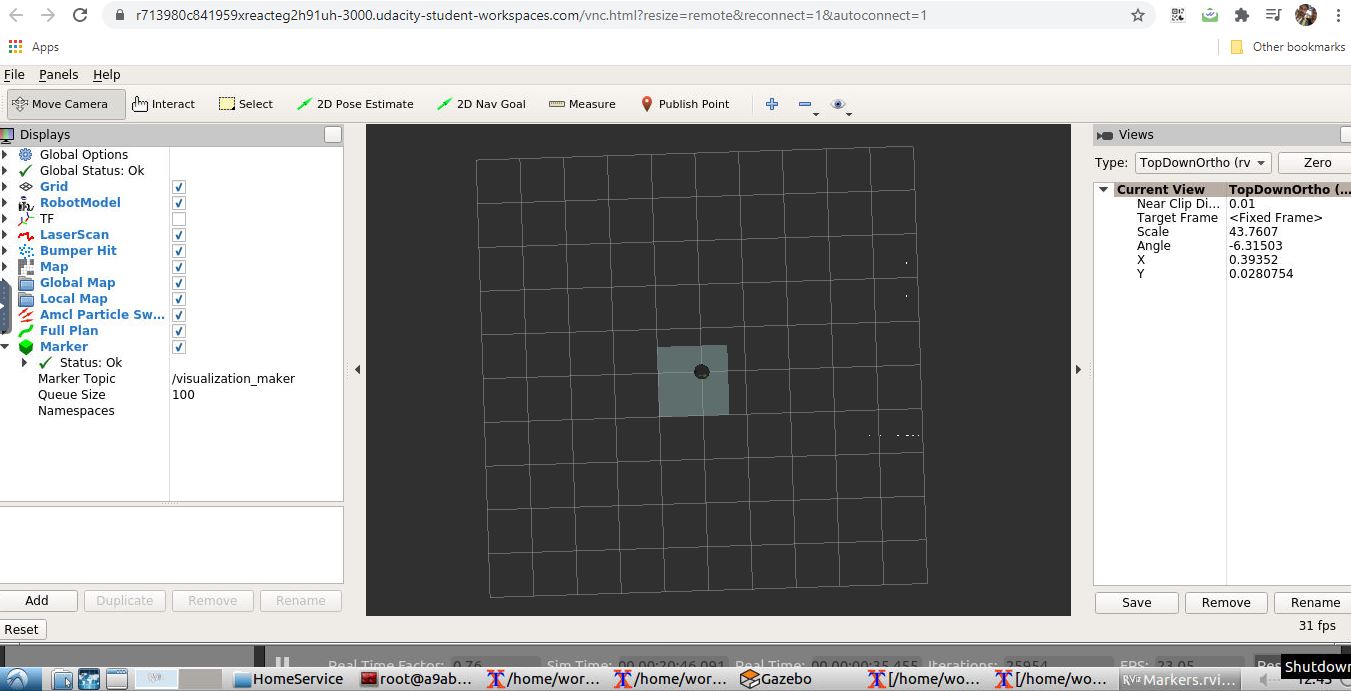 r713980c841959xreacteg2h91uh-3000.udacity-student-workspaces.com/vnc.html?resize=remote&reconnect=1&autoconnect=1
Apps
Other bookmarks
File Panels Help
Move Camera Interact Select 2D Pose Estimate 2D Nav Goal Measure Publish Point
Displays
Global Options
Global Status: Ok
Grid
RobotModel
TF
LaserScan
Bumper Hit
Map
Global Map
Local Map
Amcl Particle Sw...
Full Plan
Marker
Status: Ok
Marker Topic /visualization_maker
Queue Size 100
Namespaces
Add Duplicate Remove Rename
Reset
Views
Type: TopDownOrtho (rv Zero
Current View TopDownOrtho (...
Near Clip Di... 0.01
Target Frame <Fixed Frame>
Scale 43.7607
Angle -6.31503
X 0.39352
Y 0.0280754
Save Remove Rename
31 fps
Real Time Factor: 0.76 Sim Time: 00 00:20:46.091 Real Time: 00 00:00:35.455 Iterations: 25954 FPS: 23.05
HomeService root@a9ab... /home/wor... /home/wor... Gazebo [/home/wo... [/home/wo... RViz Markers.rvi... 12:43
Shutdown